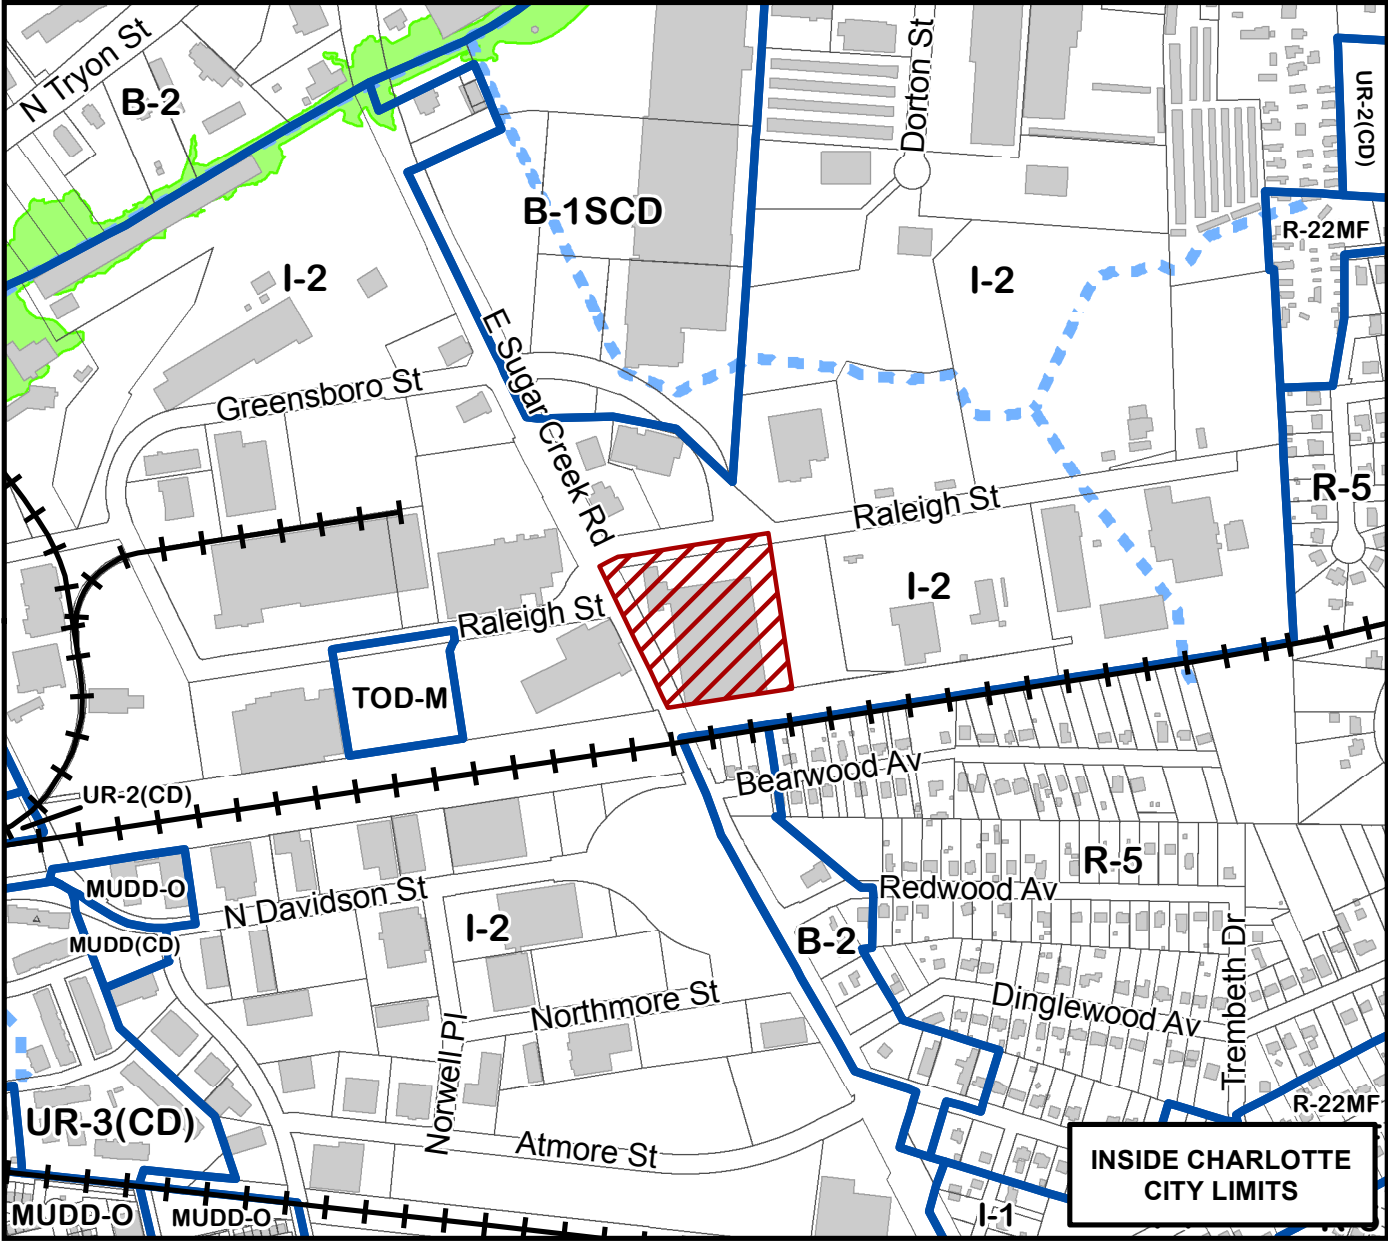 N Tryon St
B-2
Dorton St
UR-2(CD)
B-1SCD
R-22MF
I-2
I-2
E Sugar Creek Rd
Greensboro St
R-5
Raleigh St
I-2
Raleigh St
TOD-M
Bearwood Av
UR-2(CD)
R-5
MUDD-O
Redwood Av
N Davidson St
I-2
B-2
MUDD(CD)
Trembeth Dr
Dinglewood Av
Northmore St
Norwell Pl
R-22MF
UR-3(CD)
Atmore St
INSIDE CHARLOTTE
CITY LIMITS
MUDD-O
MUDD-O
I-1